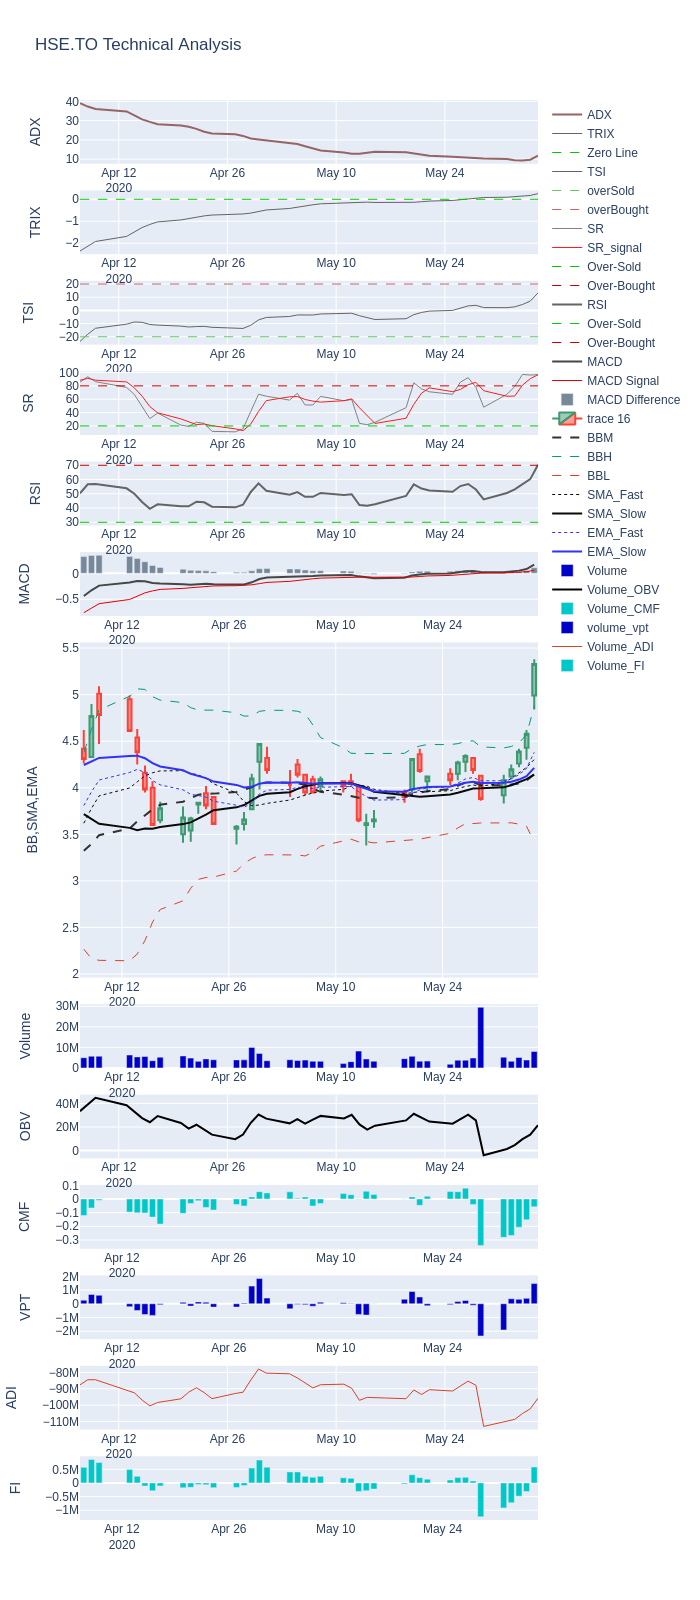 HSE.TO Technical Analysis
ADX
40
30
20
10
Apr 12
2020
Apr 26
May 10
May 24
TRIX
0
−1
−2
Apr 12
2020
Apr 26
May 10
May 24
TSI
20
10
0
−10
−20
Apr 12
2020
Apr 26
May 10
May 24
SR
100
80
60
40
20
Apr 12
2020
Apr 26
May 10
May 24
RSI
70
60
50
40
30
Apr 12
2020
Apr 26
May 10
May 24
MACD
0
−0.5
Apr 12
2020
Apr 26
May 10
May 24
BB,SMA,EMA
5.5
5
4.5
4
3.5
3
2.5
2
Apr 12
2020
Apr 26
May 10
May 24
Volume
30M
20M
10M
0
Apr 12
2020
Apr 26
May 10
May 24
OBV
40M
20M
0
Apr 12
2020
Apr 26
May 10
May 24
CMF
0.1
0
−0.1
−0.2
−0.3
Apr 12
2020
Apr 26
May 10
May 24
VPT
2M
1M
0
−1M
−2M
Apr 12
2020
Apr 26
May 10
May 24
ADI
−80M
−90M
−100M
−110M
Apr 12
2020
Apr 26
May 10
May 24
FI
0.5M
0
−0.5M
−1M
Apr 12
2020
Apr 26
May 10
May 24
ADX
TRIX
Zero Line
TSI
overSold
overBought
SR
SR_signal
Over-Sold
Over-Bought
RSI
Over-Sold
Over-Bought
MACD
MACD Signal
MACD Difference
trace 16
BBM
BBH
BBL
SMA_Fast
SMA_Slow
EMA_Fast
EMA_Slow
Volume
Volume_OBV
Volume_CMF
volume_vpt
Volume_ADI
Volume_FI